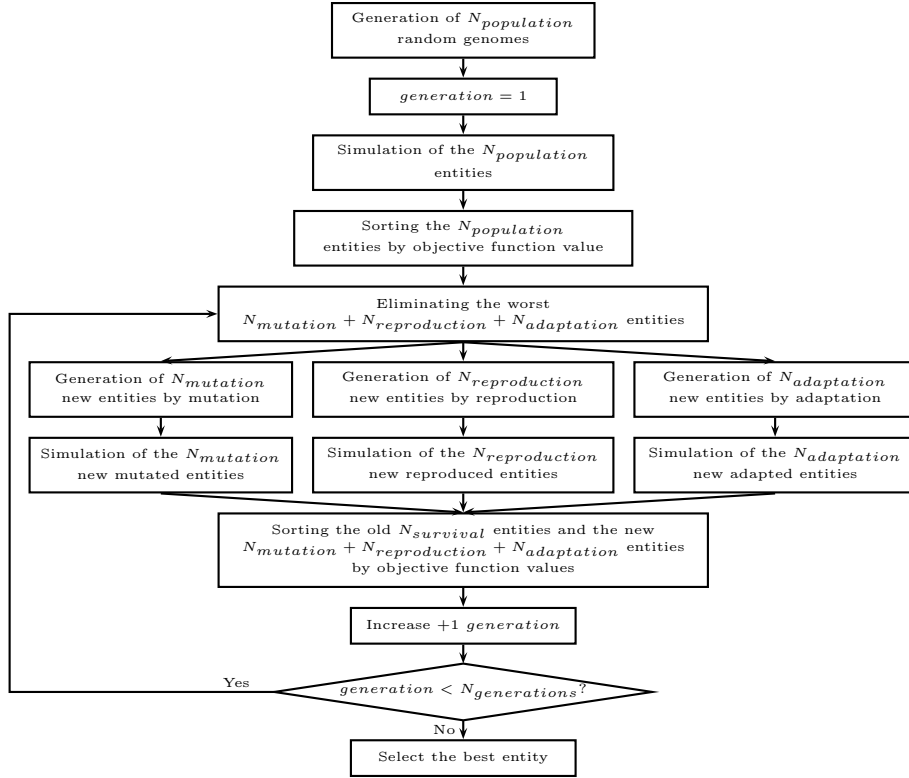 Generation of N_population
random genomes
generation = 1
Simulation of the N_population
entities
Sorting the N_population
entities by objective function value
Eliminating the worst
N_mutation + N_reproduction + N_adaptation entities
Generation of N_mutation
new entities by mutation
Generation of N_reproduction
new entities by reproduction
Generation of N_adaptation
new entities by adaptation
Simulation of the N_mutation
new mutated entities
Simulation of the N_reproduction
new reproduced entities
Simulation of the N_adaptation
new adapted entities
Sorting the old N_survival entities and the new
N_mutation + N_reproduction + N_adaptation entities
by objective function values
Increase +1 generation
Yes
generation < N_generations?
No
Select the best entity